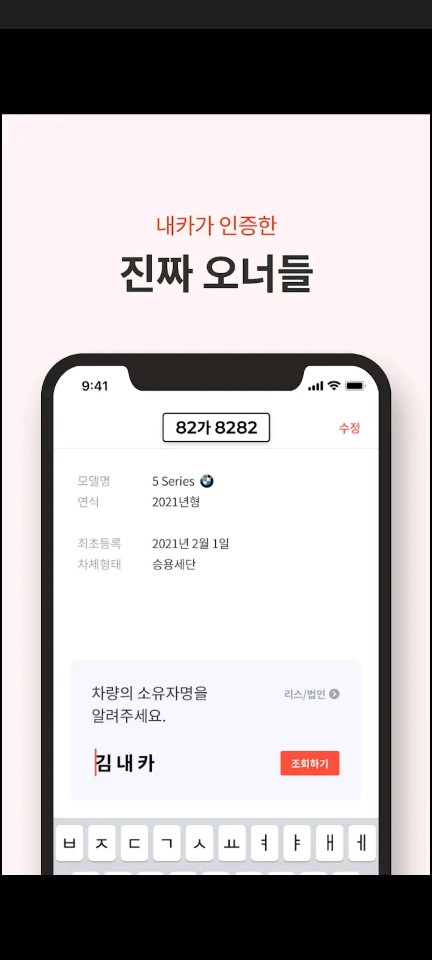 내카가 인증한
진짜 오너들
9:41
82가 8282
수정
모델명 5 Series
연식 2021년형
최초등록 2021년 2월 1일
차체형태 승용세단
차량의 소유자명을 리스/법인
알려주세요.
김내카 조회하기
ㅂ ㅈ ㄷ ㄱ ㅅ ㅛ ㅕ ㅑ ㅐ ㅔ